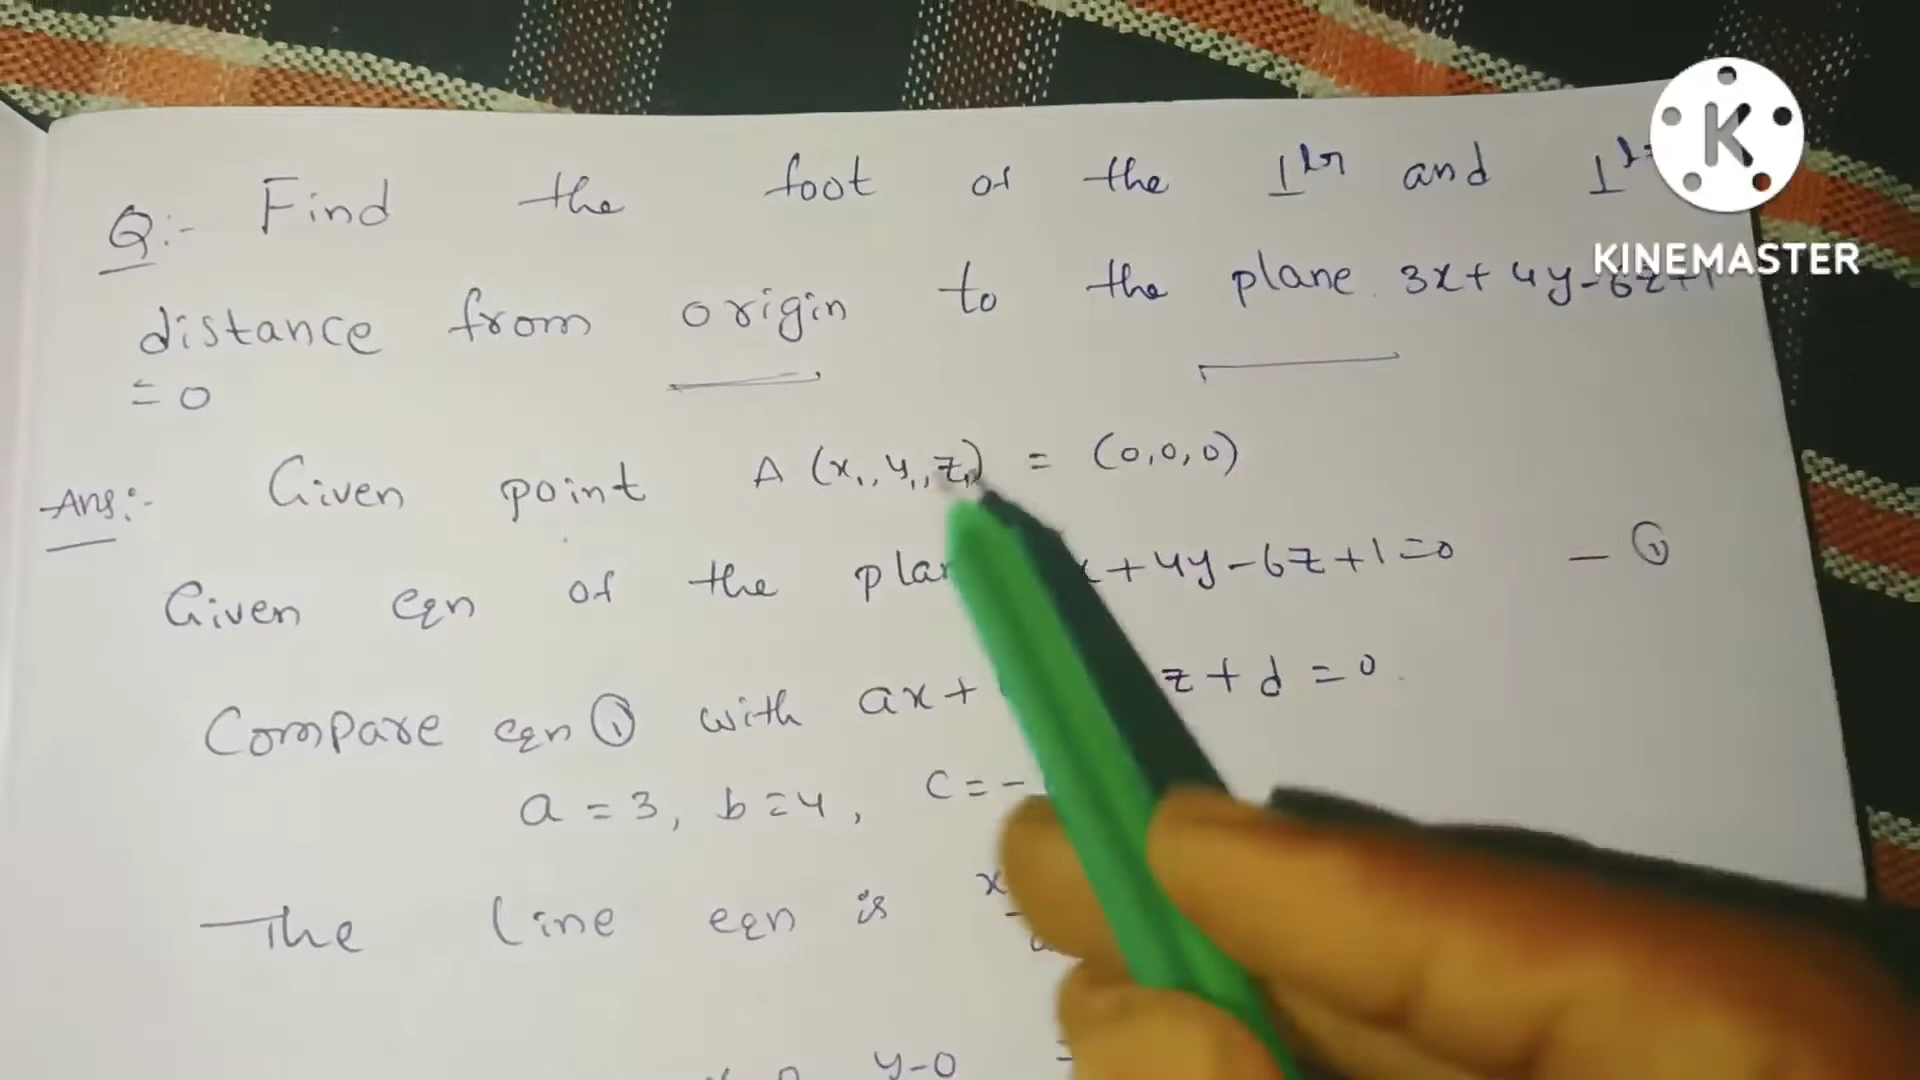 Q:- Find the foot of the ⊥lr and ⊥
distance from origin to the plane 3x+4y-6z+1
= 0
Ans:- Given point A (x₁, y₁, z₁) = (0,0,0)
Given eqn of the x+4y-6z+1=0 — ①
Compare eqn ① with ax+ z+d=0
a=3, b=4, c=-
The line eqn is x
y-0
K
KINEMASTER